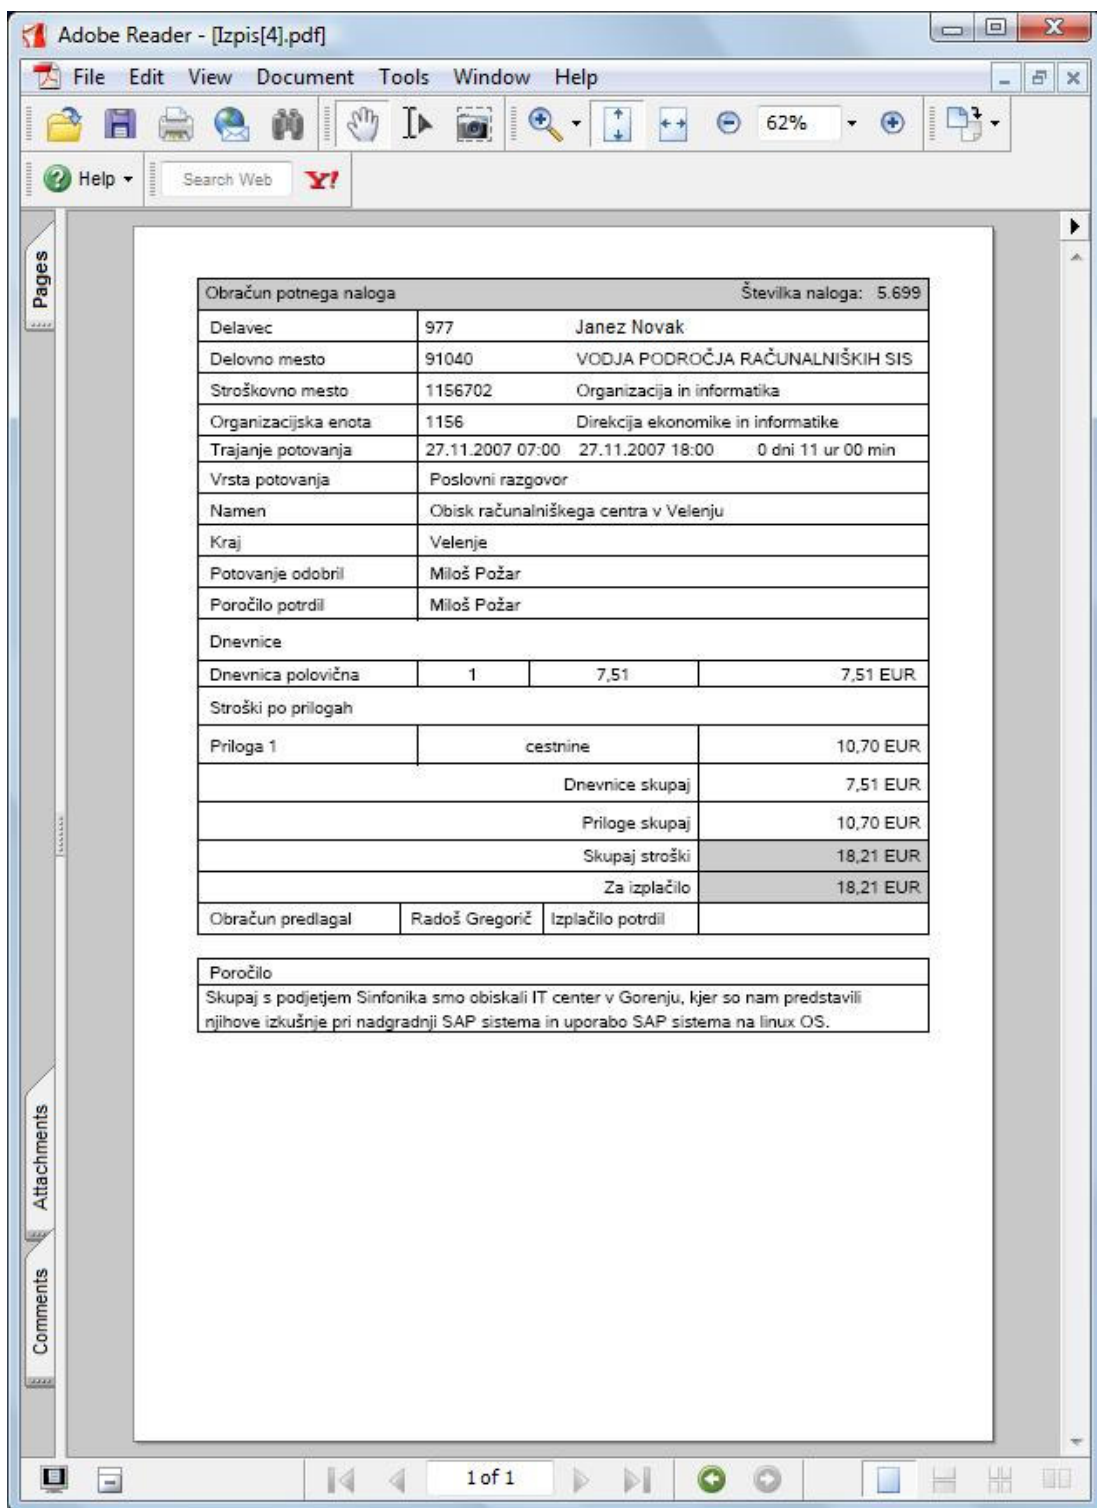 Adobe Reader - [Izpis[4].pdf]
File Edit View Document Tools Window Help
62%
Help Search Web Y!
Pages
Obračun potnega naloga Številka naloga: 5.699
Delavec 977 Janez Novak
Delovno mesto 91040 VODJA PODROČJA RAČUNALNIŠKIH SIS
Stroškovno mesto 1156702 Organizacija in informatika
Organizacijska enota 1156 Direkcija ekonomike in informatike
Trajanje potovanja 27.11.2007 07:00 27.11.2007 18:00 0 dni 11 ur 00 min
Vrsta potovanja Poslovni razgovor
Namen Obisk računalniškega centra v Velenju
Kraj Velenje
Potovanje odobril Miloš Požar
Poročilo potrdil Miloš Požar
Dnevnice
Dnevnica polovična 1 7,51 7,51 EUR
Stroški po prilogah
Priloga 1 cestnine 10,70 EUR
Dnevnice skupaj 7,51 EUR
Priloge skupaj 10,70 EUR
Skupaj stroški 18,21 EUR
Za izplačilo 18,21 EUR
Obračun predlagal Radoš Gregorič Izplačilo potrdil
Poročilo
Skupaj s podjetjem Sinfonika smo obiskali IT center v Gorenju, kjer so nam predstavili
njihove izkušnje pri nadgradnji SAP sistema in uporabo SAP sistema na linux OS.
Attachments
Comments
1 of 1